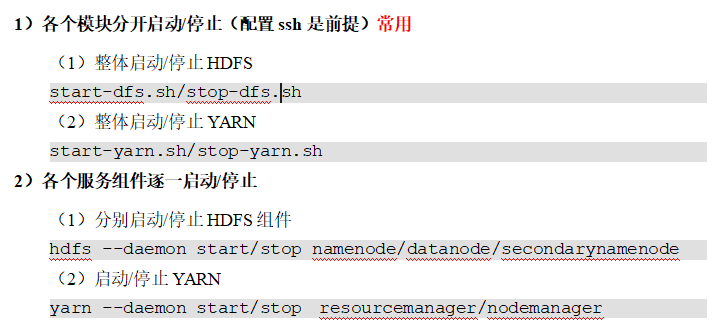 1）各个模块分开启动/停止（配置 ssh 是前提）常用
（1）整体启动/停止 HDFS
start-dfs.sh/stop-dfs.sh
（2）整体启动/停止 YARN
start-yarn.sh/stop-yarn.sh
2）各个服务组件逐一启动/停止
（1）分别启动/停止 HDFS 组件
hdfs --daemon start/stop namenode/datanode/secondarynamenode
（2）启动/停止 YARN
yarn --daemon start/stop  resourcemanager/nodemanager